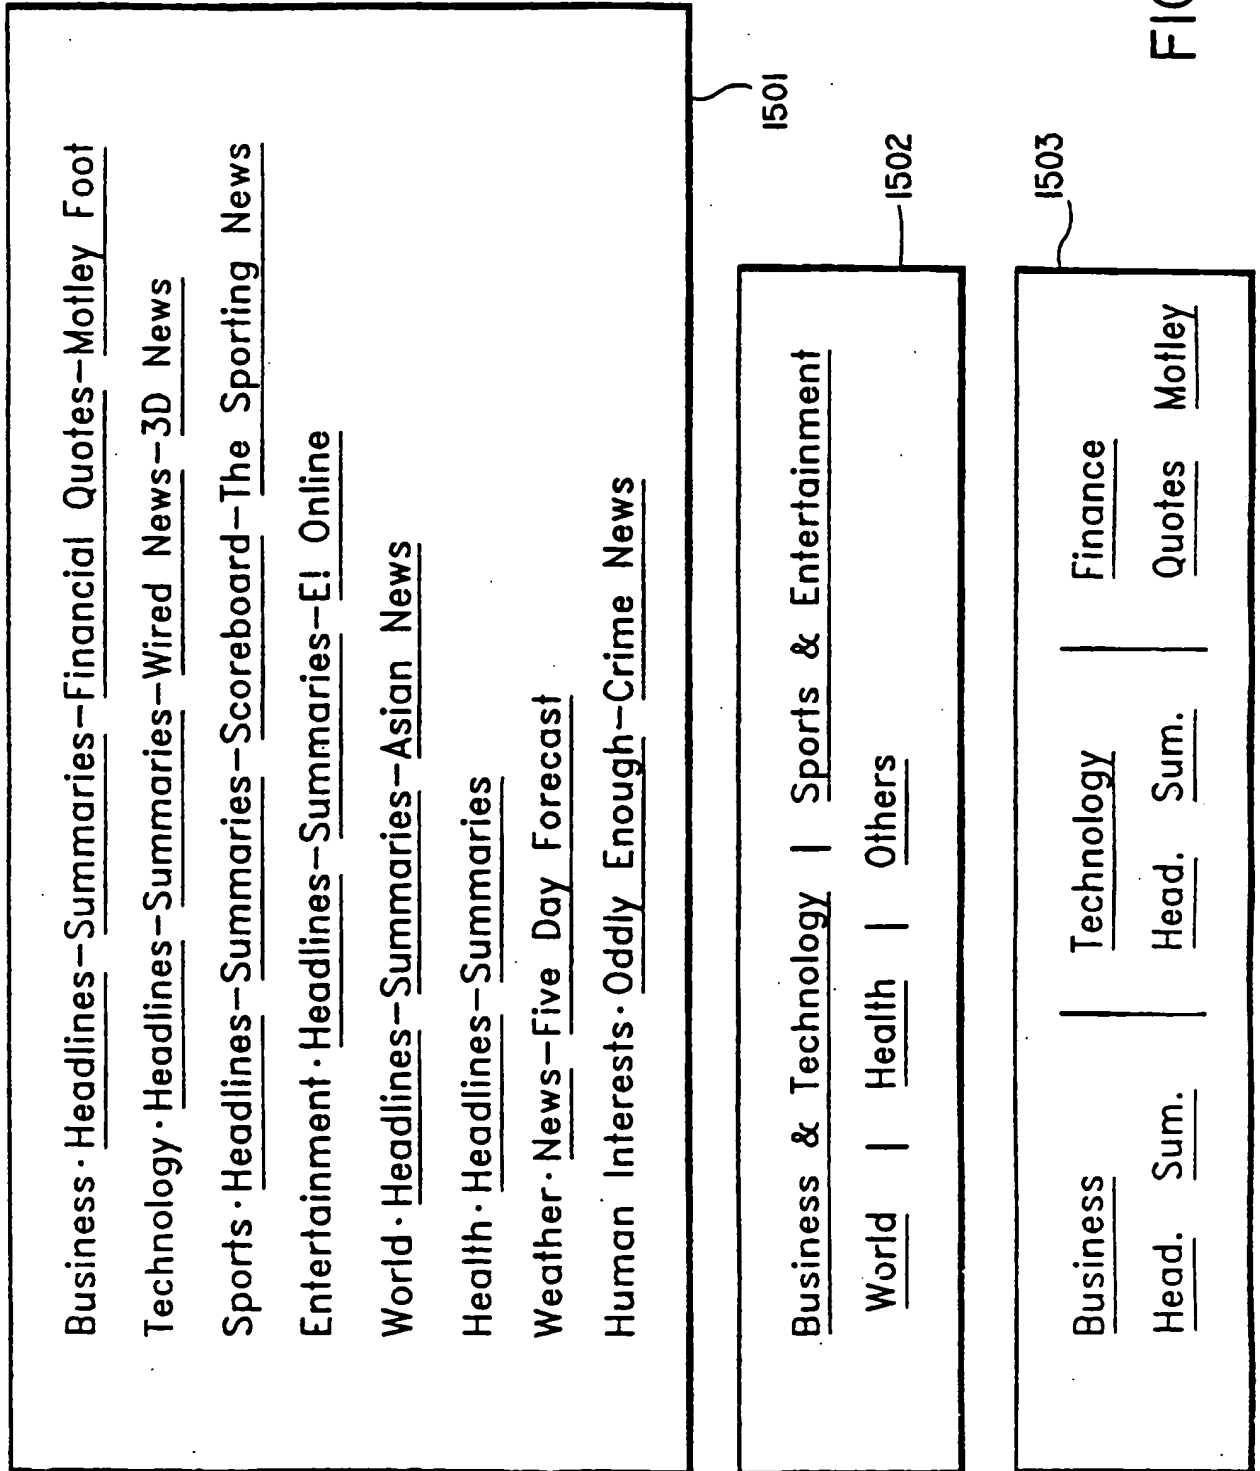 Business · Headlines–Summaries–Financial Quotes–Motley Foot
Technology · Headlines–Summaries–Wired News–3D News
Sports · Headlines–Summaries–Scoreboard–The Sporting News
Entertainment · Headlines–Summaries–E! Online
World · Headlines–Summaries–Asian News
Health · Headlines–Summaries
Weather · News–Five Day Forecast
Human Interests · Oddly Enough–Crime News
1501
Business & Technology | Sports & Entertainment
World | Health | Others
1502
Business | Technology | Finance
Head. Sum. | Head. Sum. | Quotes Motley
1503